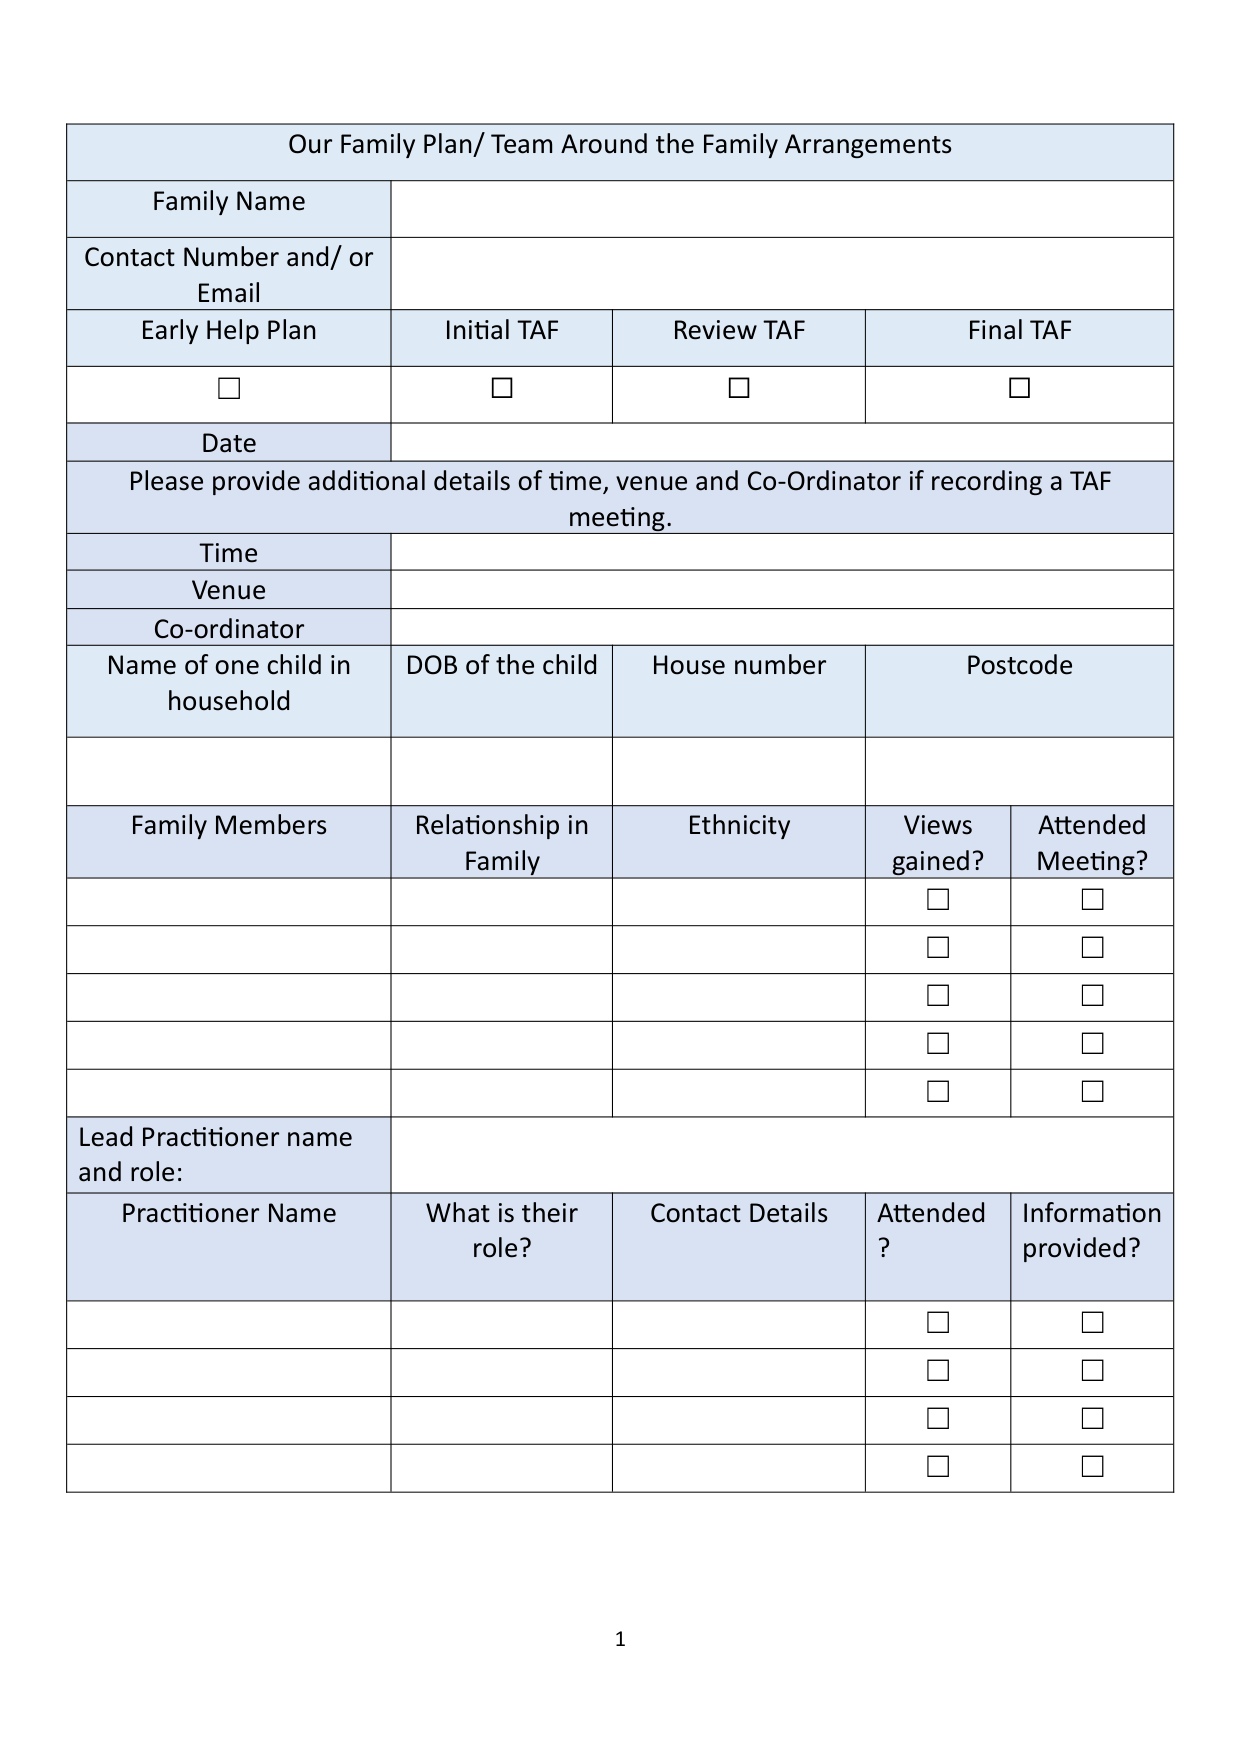 Our Family Plan/ Team Around the Family Arrangements
Family Name
Contact Number and/ or
Email
Early Help Plan Initial TAF Review TAF Final TAF
☐ ☐ ☐ ☐
Date
Please provide additional details of time, venue and Co-Ordinator if recording a TAF
meeting.
Time
Venue
Co-ordinator
Name of one child in
household
DOB of the child
House number
Postcode
Family Members
Relationship in
Family
Ethnicity
Views
gained?
Attended
Meeting?
☐ ☐
☐ ☐
☐ ☐
☐ ☐
☐ ☐
Lead Practitioner name
and role:
Practitioner Name
What is their
role?
Contact Details
Attended
?
Information
provided?
☐ ☐
☐ ☐
☐ ☐
☐ ☐
1